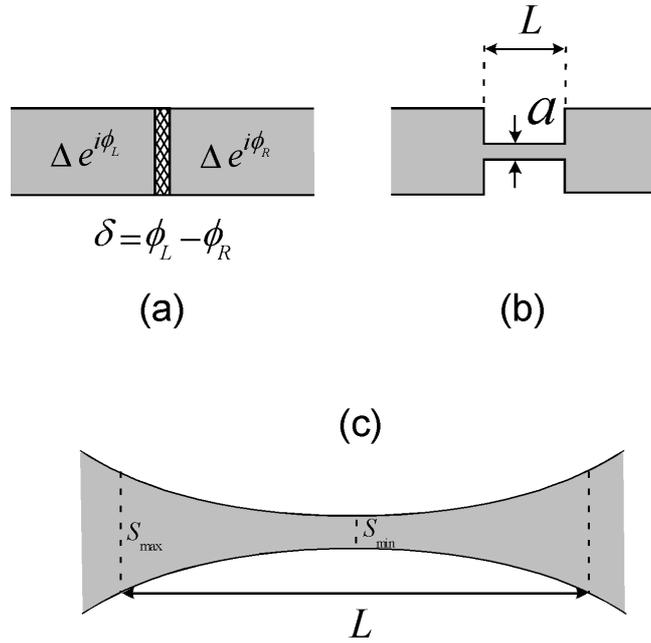 L
a
Δ e^{iϕ_L} Δ e^{iϕ_R}
δ = ϕ_L − ϕ_R
(a)
(b)
(c)
S_max
S_min
L